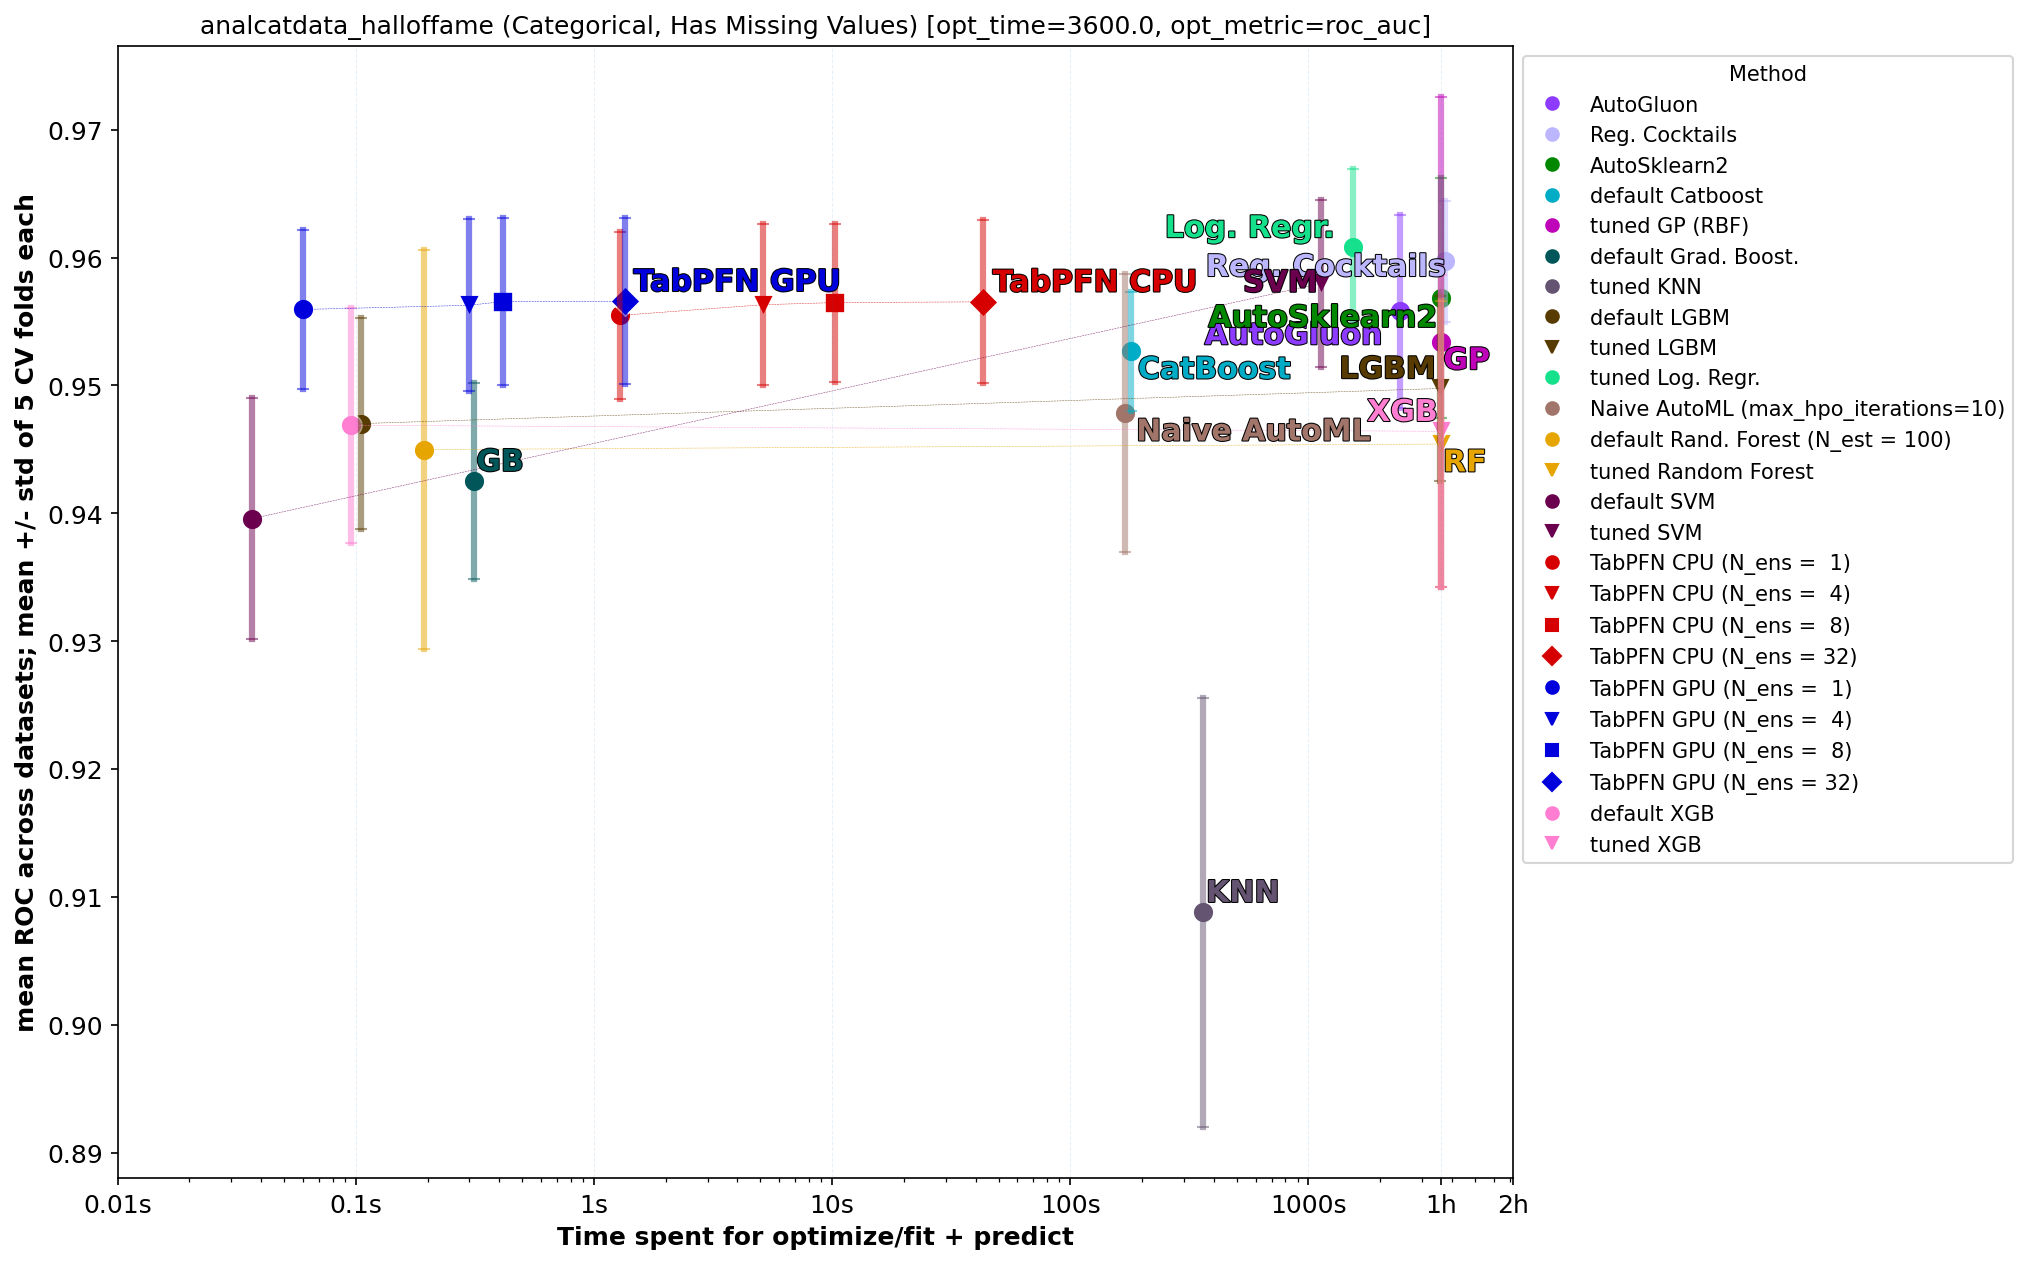 analcatdata_halloffame (Categorical, Has Missing Values) [opt_time=3600.0, opt_metric=roc_auc]
mean ROC across datasets; mean +/- std of 5 CV folds each
0.97
0.96
0.95
0.94
0.93
0.92
0.91
0.90
0.89
Log. Regr.
Reg. Cocktails
TabPFN GPU
TabPFN CPU
SVM
AutoSklearn2
AutoGluon
GP
CatBoost
LGBM
XGB
Naive AutoML
GB
RF
KNN
0.01s
0.1s
1s
10s
100s
1000s
1h
2h
Time spent for optimize/fit + predict
Method
AutoGluon
Reg. Cocktails
AutoSklearn2
default Catboost
tuned GP (RBF)
default Grad. Boost.
tuned KNN
default LGBM
tuned LGBM
tuned Log. Regr.
Naive AutoML (max_hpo_iterations=10)
default Rand. Forest (N_est = 100)
tuned Random Forest
default SVM
tuned SVM
TabPFN CPU (N_ens =  1)
TabPFN CPU (N_ens =  4)
TabPFN CPU (N_ens =  8)
TabPFN CPU (N_ens = 32)
TabPFN GPU (N_ens =  1)
TabPFN GPU (N_ens =  4)
TabPFN GPU (N_ens =  8)
TabPFN GPU (N_ens = 32)
default XGB
tuned XGB